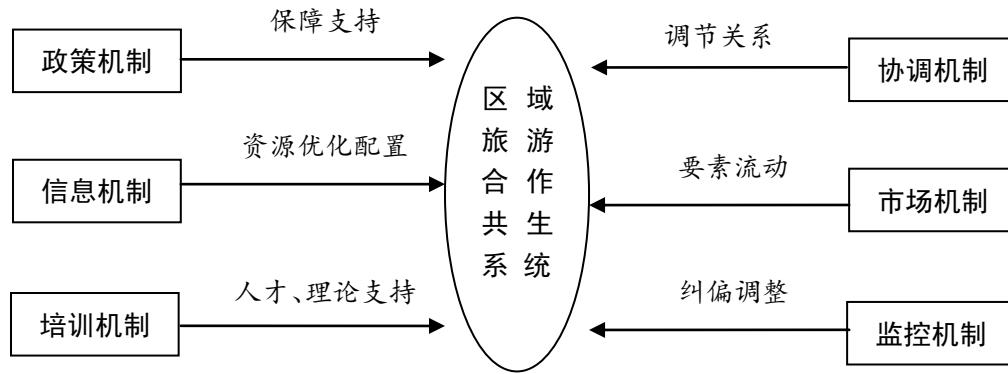 保障支持
调节关系
政策机制
协调机制
区域
旅游
合作
共生
系统
资源优化配置
要素流动
信息机制
市场机制
人才、理论支持
纠偏调整
培训机制
监控机制